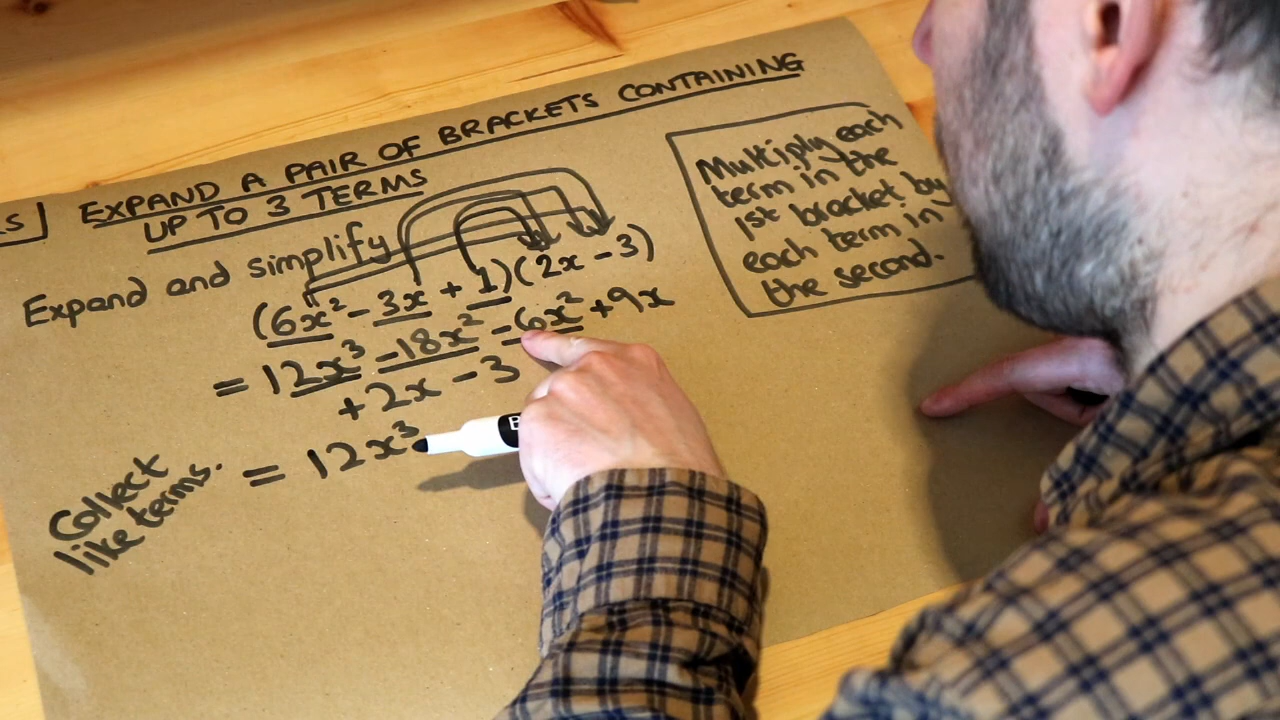 EXPAND A PAIR OF BRACKETS CONTAINING
UP TO 3 TERMS
Expand and simplify
(6x² - 3x + 1)(2x - 3)
= 12x³ - 18x² - 6x² + 9x
+ 2x - 3
= 12x³
Collect
like terms.
Multiply each
term in the
1st bracket by
each term in
the second.